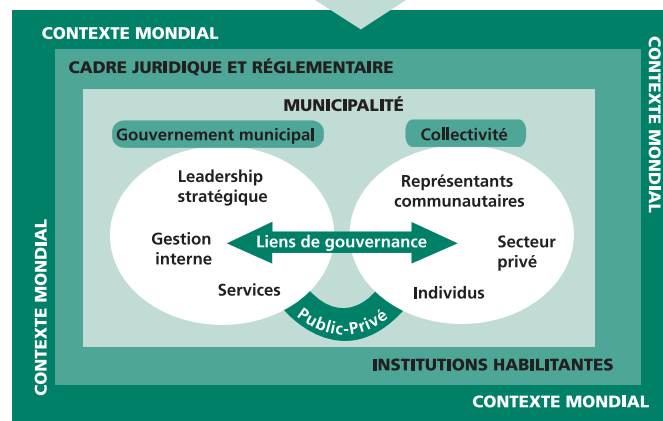 CONTEXTE MONDIAL
CADRE JURIDIQUE ET RÉGLEMENTAIRE
CONTEXTE MONDIAL
MUNICIPALITÉ
Gouvernement municipal
Collectivité
Leadership
stratégique
Représentants
communautaires
Gestion
interne
Liens de gouvernance
Secteur
privé
Services
Individus
Public-Privé
CONTEXTE MONDIAL
INSTITUTIONS HABILITANTES
CONTEXTE MONDIAL